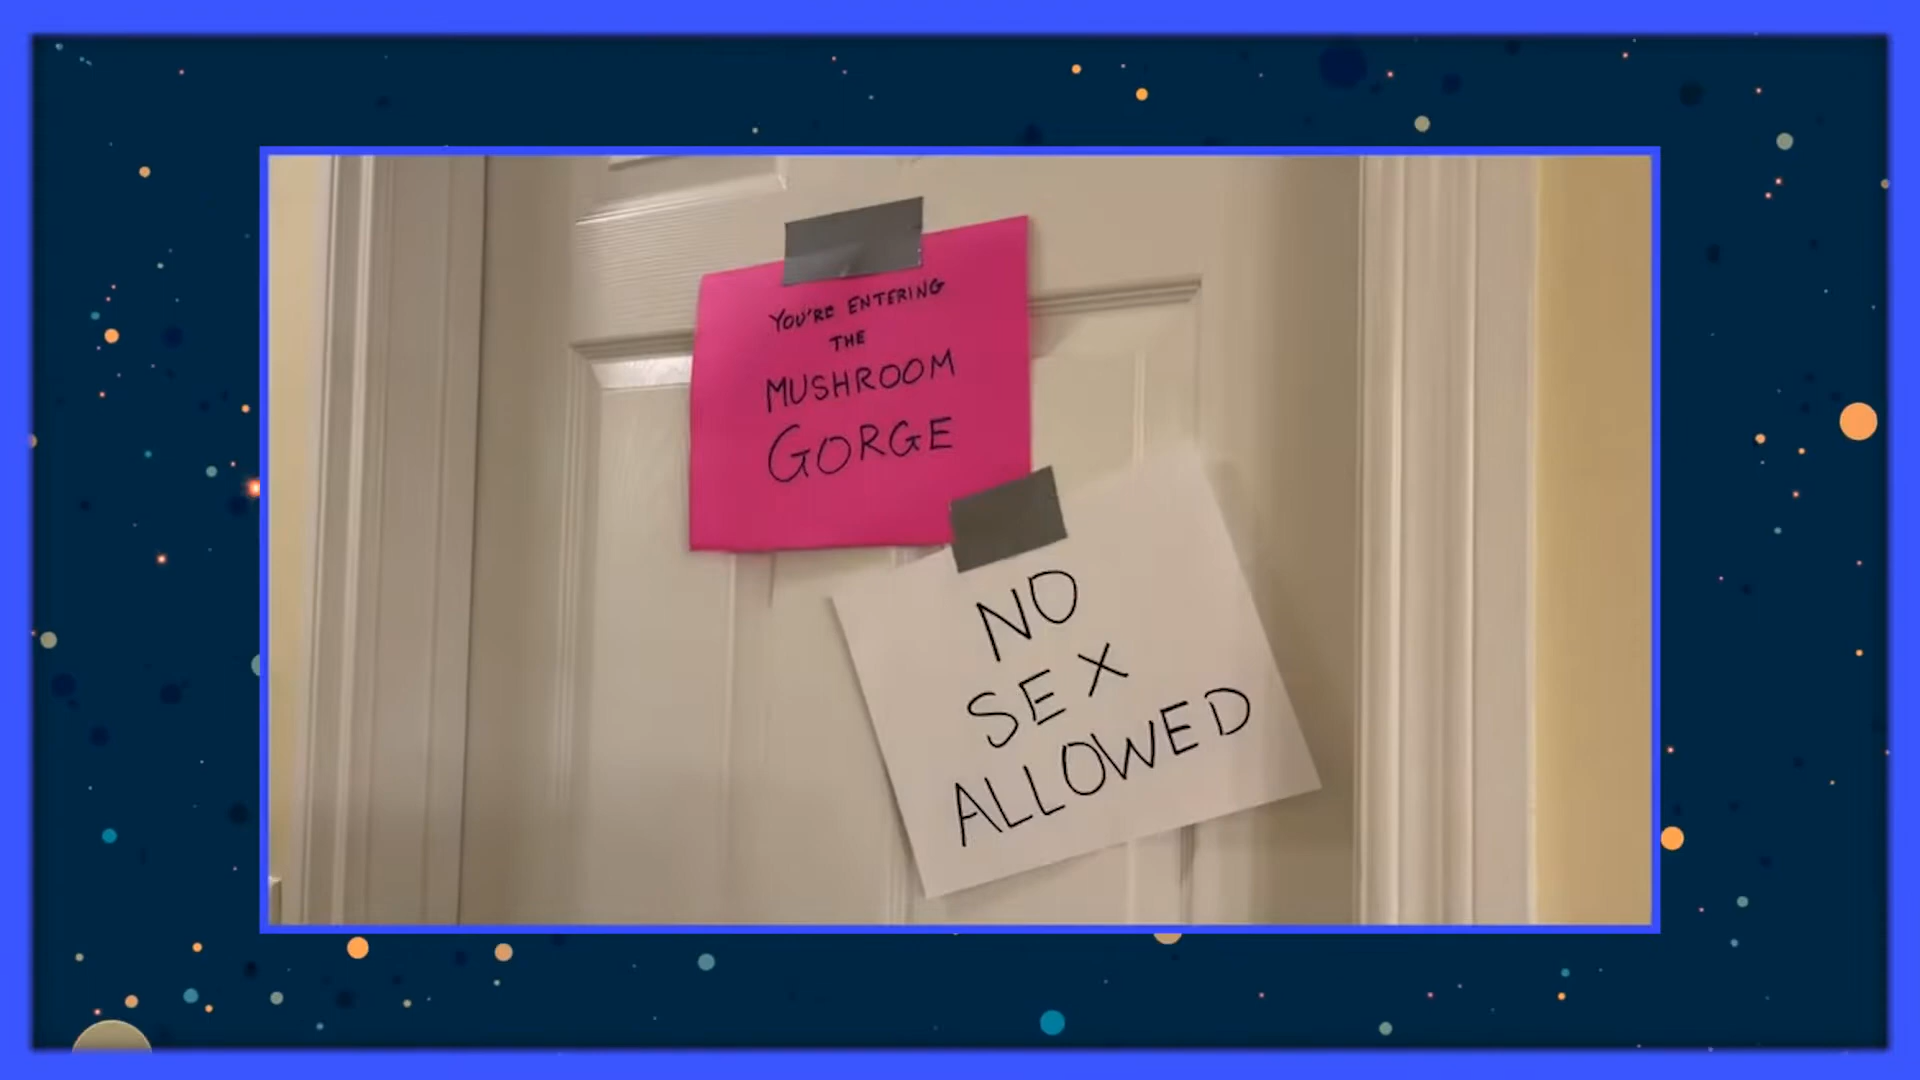 YOU'RE ENTERING
THE
MUSHROOM
GORGE
NO
SEX
ALLOWED